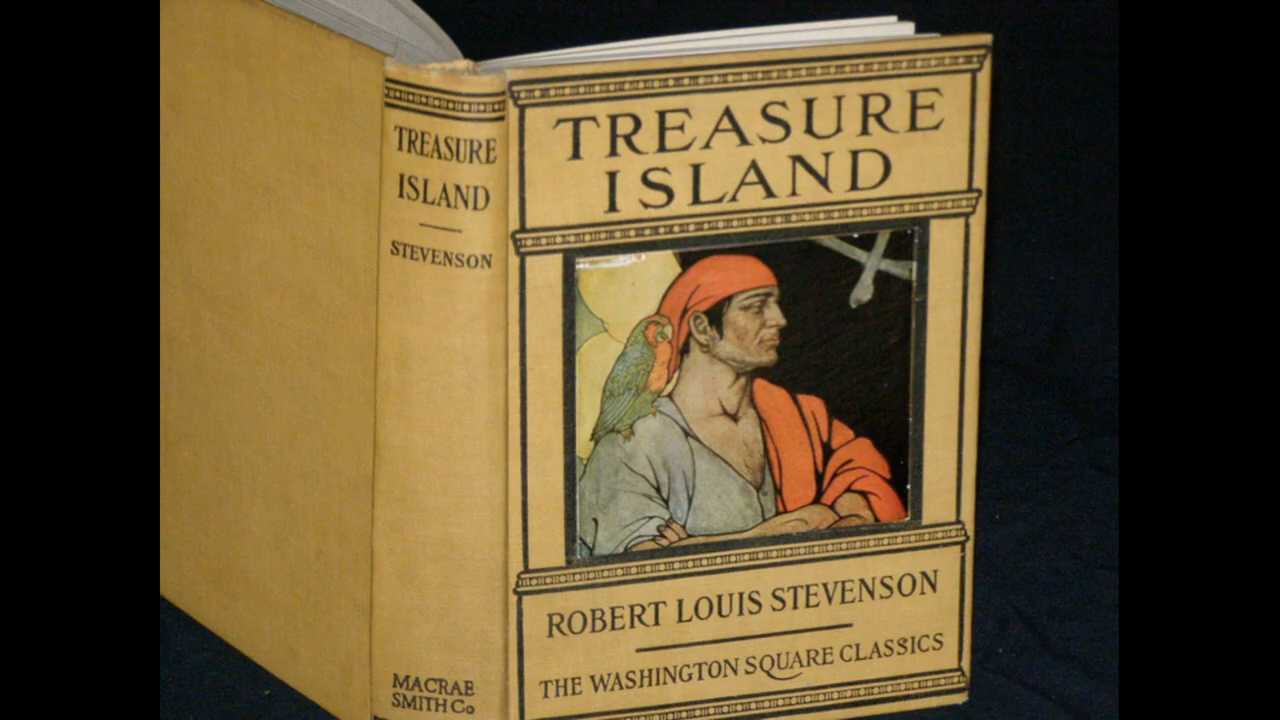 TREASURE
ISLAND
STEVENSON
MACRAE
SMITH Co
TREASURE
ISLAND
ROBERT LOUIS STEVENSON
THE WASHINGTON SQUARE CLASSICS